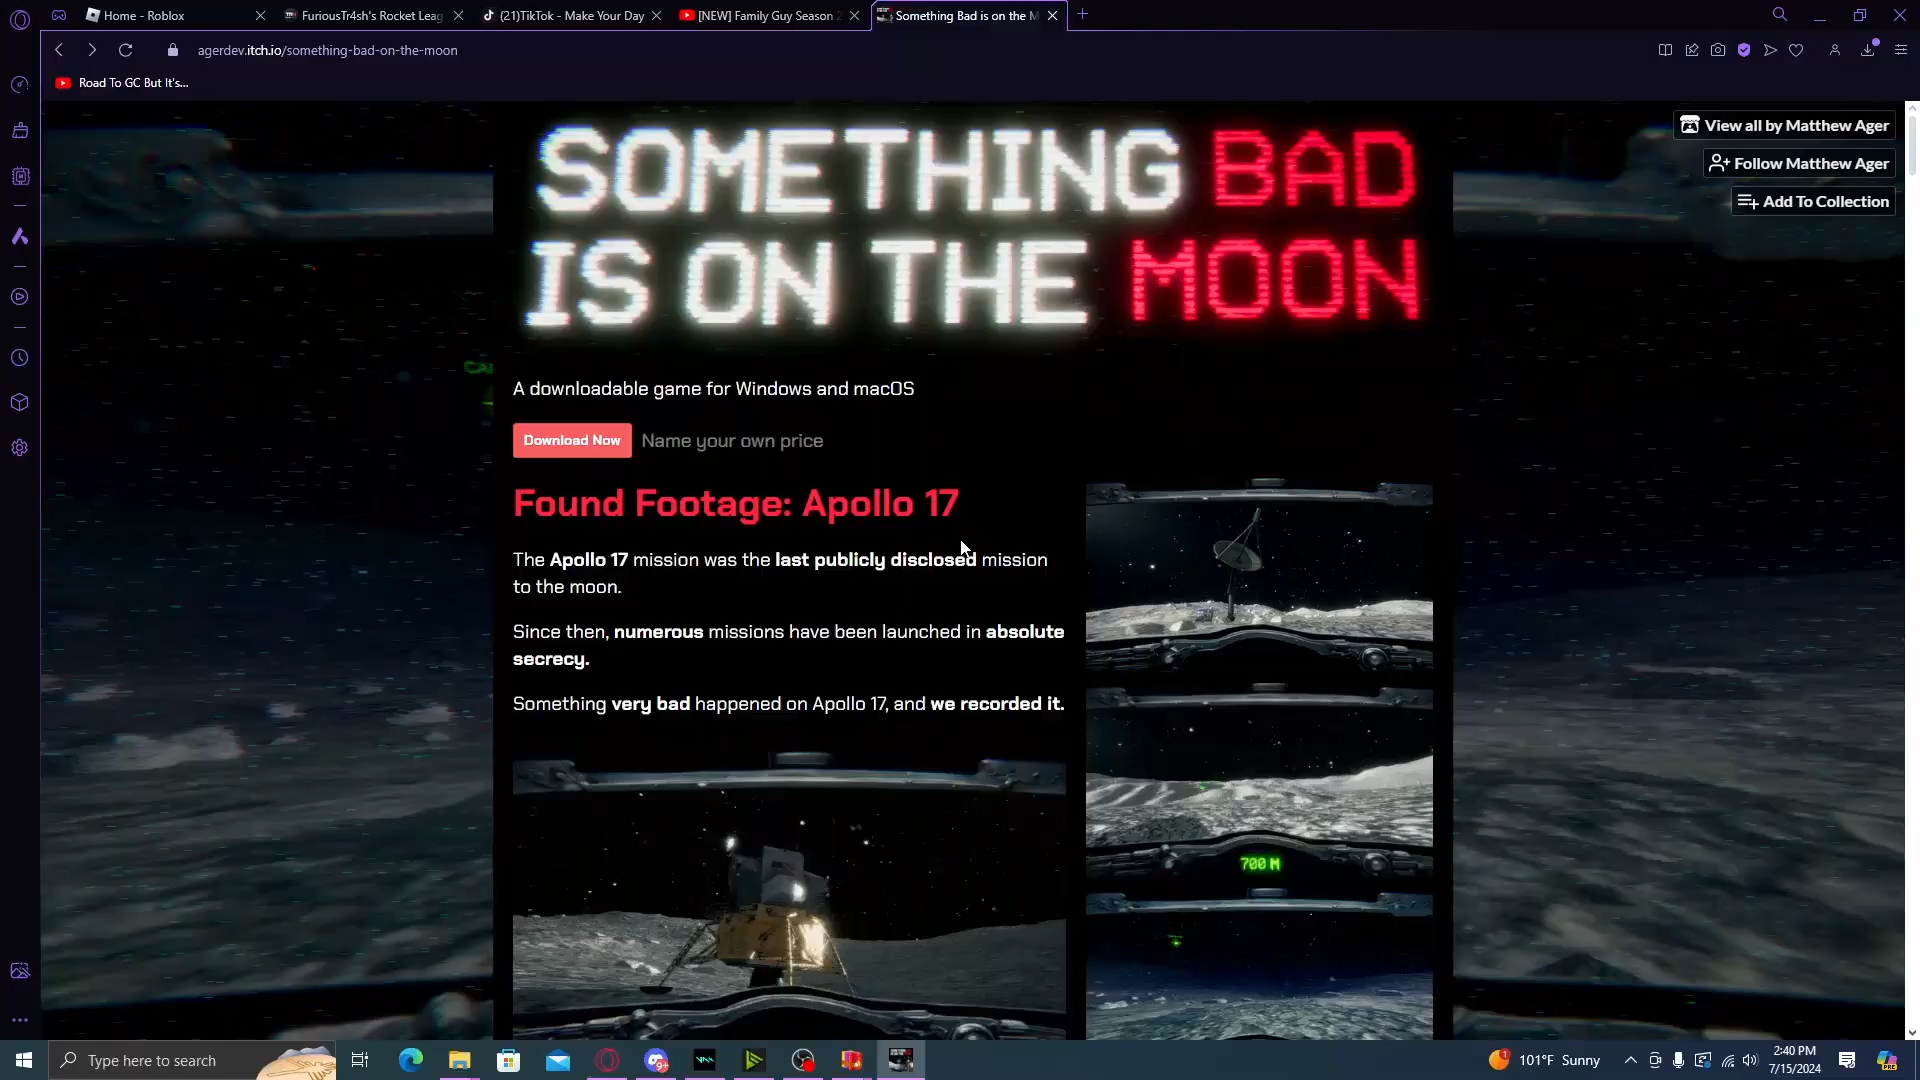 Home - Roblox
FuriousTr4sh's Rocket Leag
(21)TikTok - Make Your Day
[NEW] Family Guy Season 2
Something Bad is on the M
agerdev.itch.io/something-bad-on-the-moon
Road To GC But It's...
View all by Matthew Ager
Follow Matthew Ager
Add To Collection
SOMETHING BAD
IS ON THE MOON
A downloadable game for Windows and macOS
Download Now
Name your own price
Found Footage: Apollo 17
The Apollo 17 mission was the last publicly disclosed mission
to the moon.
Since then, numerous missions have been launched in absolute
secrecy.
Something very bad happened on Apollo 17, and we recorded it.
700 M
Type here to search
9+
1
101°F Sunny
2:40 PM
7/15/2024
PRE